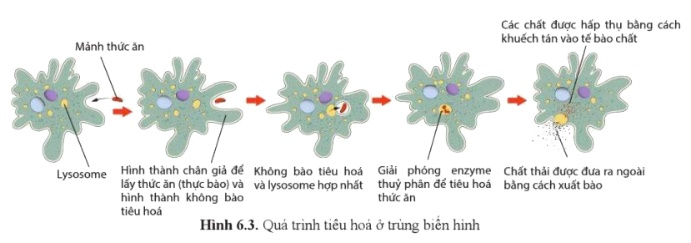 Các chất được hấp thụ bằng cách
khuếch tán vào tế bào chất
Mảnh thức ăn
Lysosome
Hình thành chân giả để
lấy thức ăn (thực bào) và
hình thành không bào
tiêu hoá
Không bào tiêu hoá
và lysosome hợp nhất
Giải phóng enzyme
thuỷ phân để tiêu hoá
thức ăn
Chất thải được đưa ra ngoài
bằng cách xuất bào
Hình 6.3. Quá trình tiêu hoá ở trùng biến hình